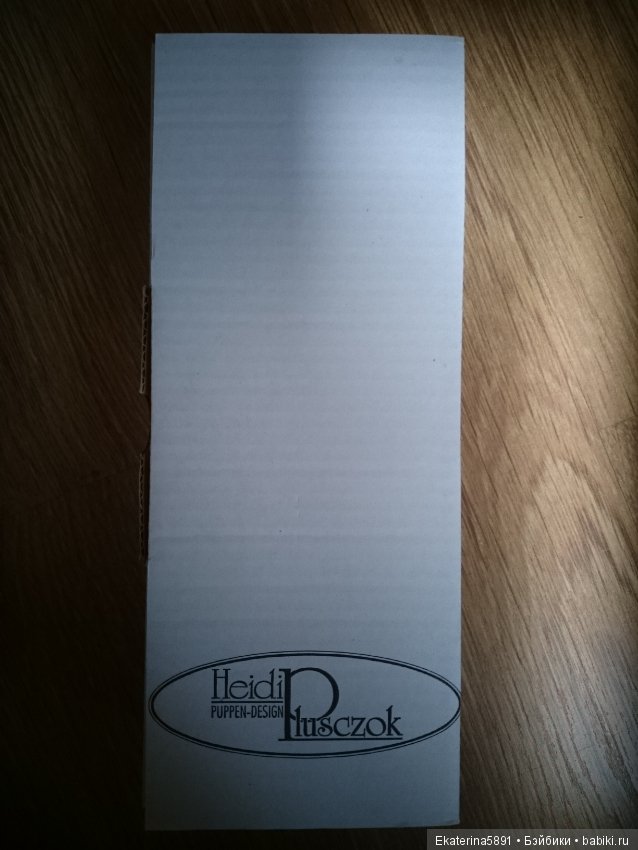 Heidi
PUPPEN-DESIGN
Plusczok
Ekaterina5891 • Бэйбики • babiki.ru